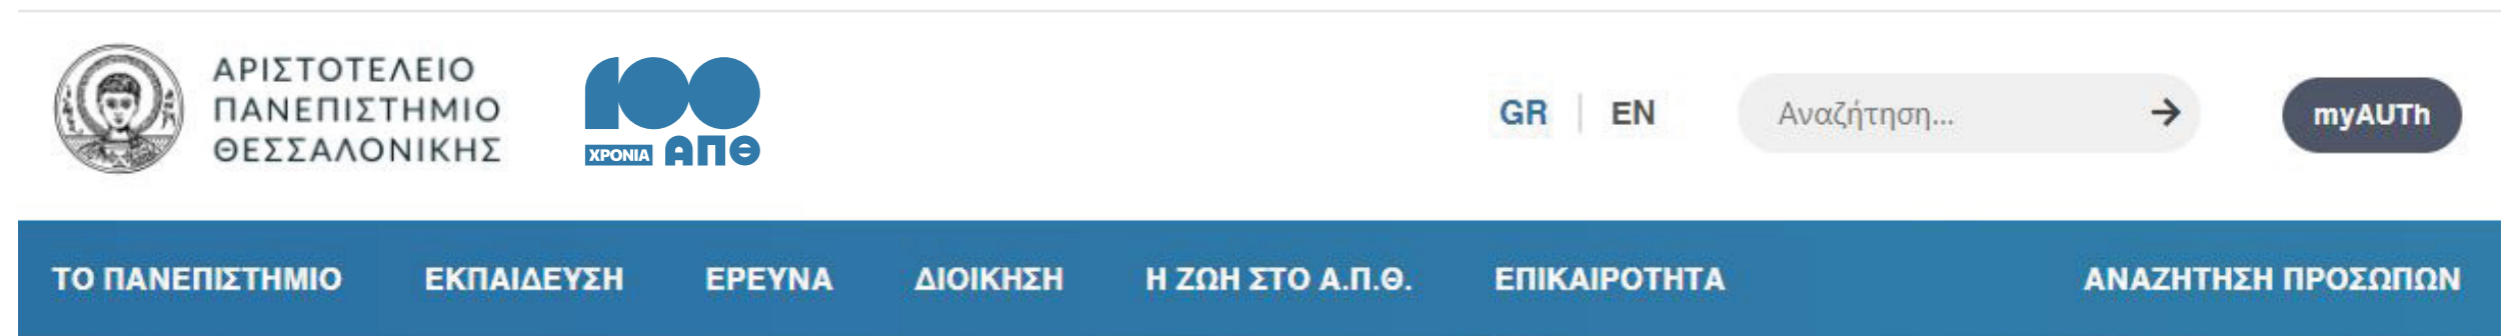 ΑΡΙΣΤΟΤΕΛΕΙΟ
ΠΑΝΕΠΙΣΤΗΜΙΟ
ΘΕΣΣΑΛΟΝΙΚΗΣ
100
ΧΡΟΝΙΑ ΑΠΘ
GR EN Αναζήτηση... myAUTh
ΤΟ ΠΑΝΕΠΙΣΤΗΜΙΟ ΕΚΠΑΙΔΕΥΣΗ ΕΡΕΥΝΑ ΔΙΟΙΚΗΣΗ Η ΖΩΗ ΣΤΟ Α.Π.Θ. ΕΠΙΚΑΙΡΟΤΗΤΑ ΑΝΑΖΗΤΗΣΗ ΠΡΟΣΩΠΩΝ